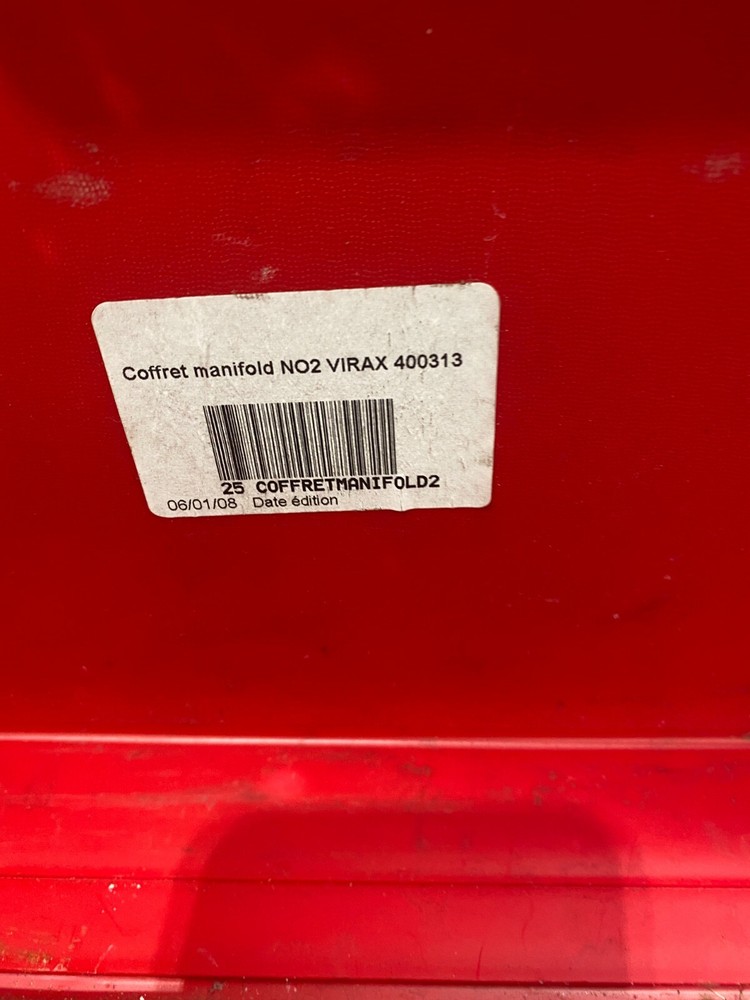 Coffret manifold NO2 VIRAX 400313
25 COFFRETMANIFOLD2
06/01/08 Date édition